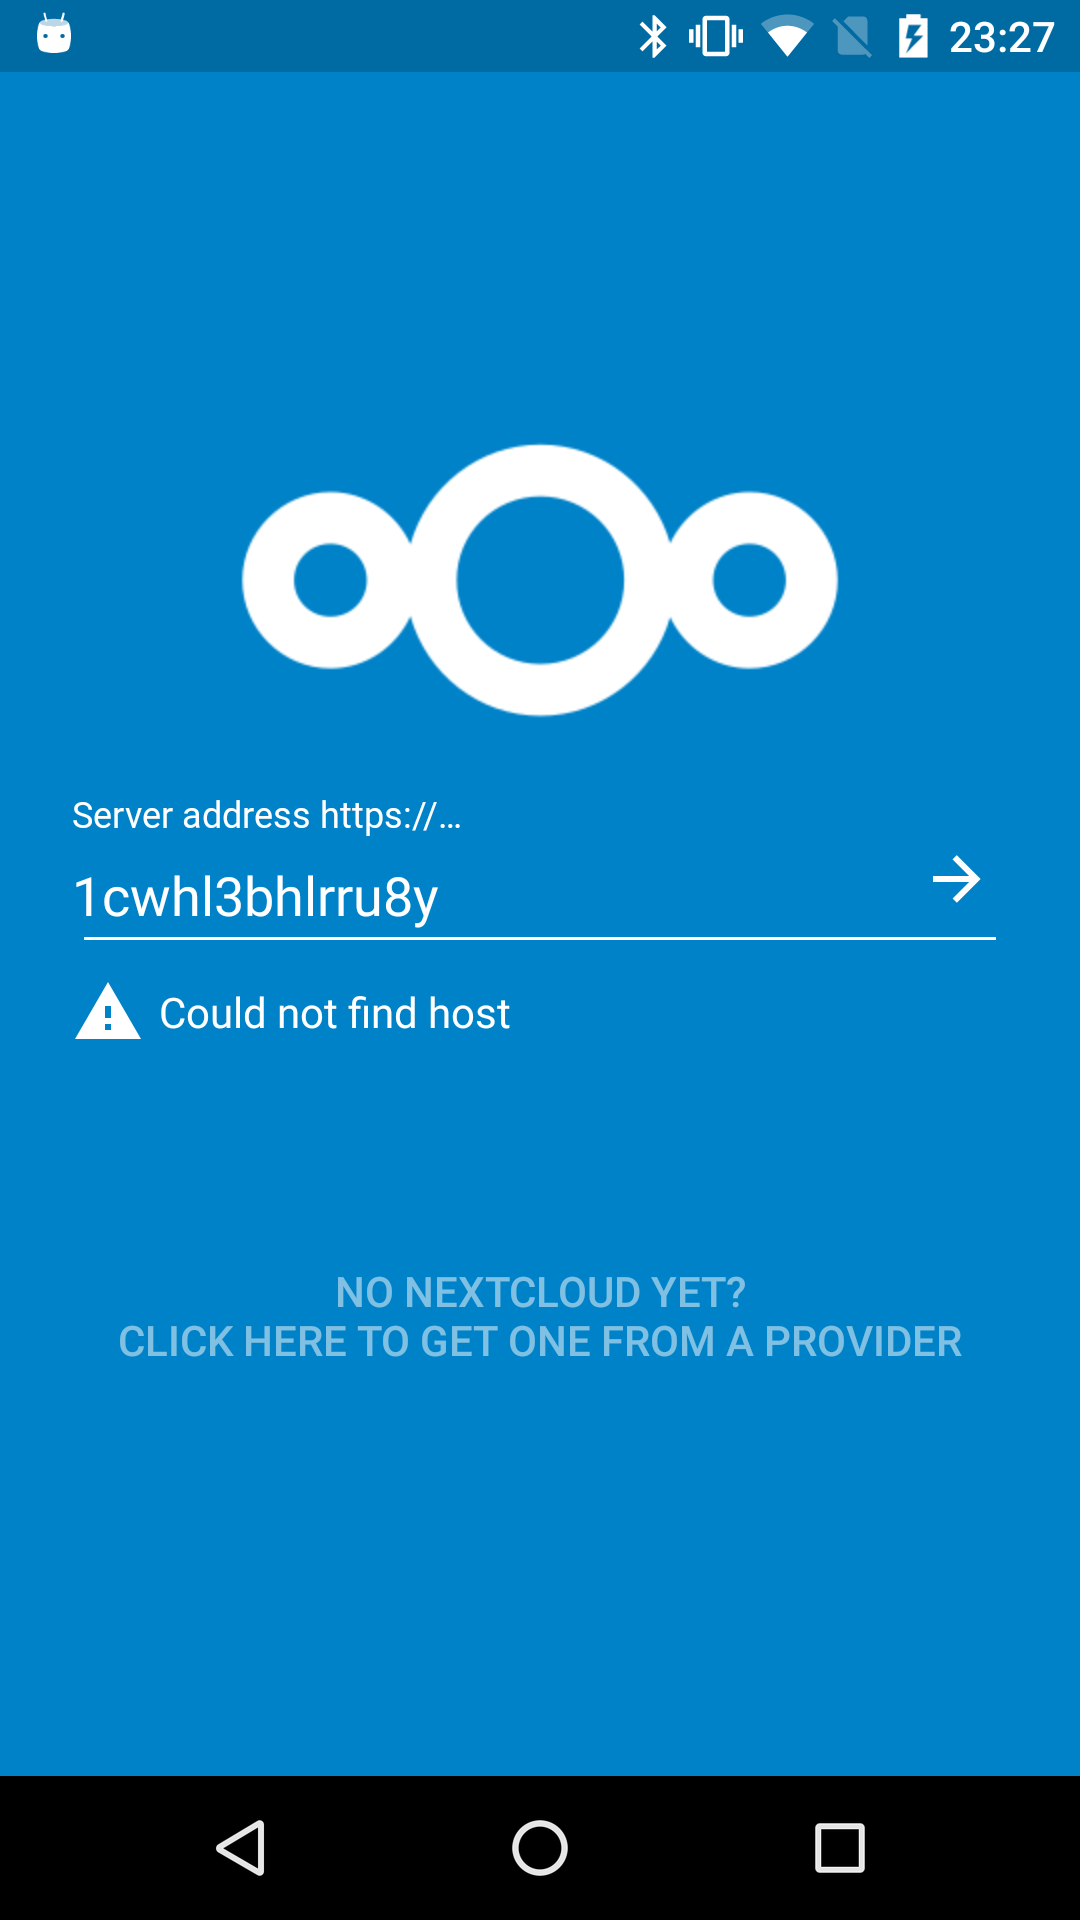 23:27
Server address https://…
1cwhl3bhlrru8y
Could not find host
NO NEXTCLOUD YET?
CLICK HERE TO GET ONE FROM A PROVIDER